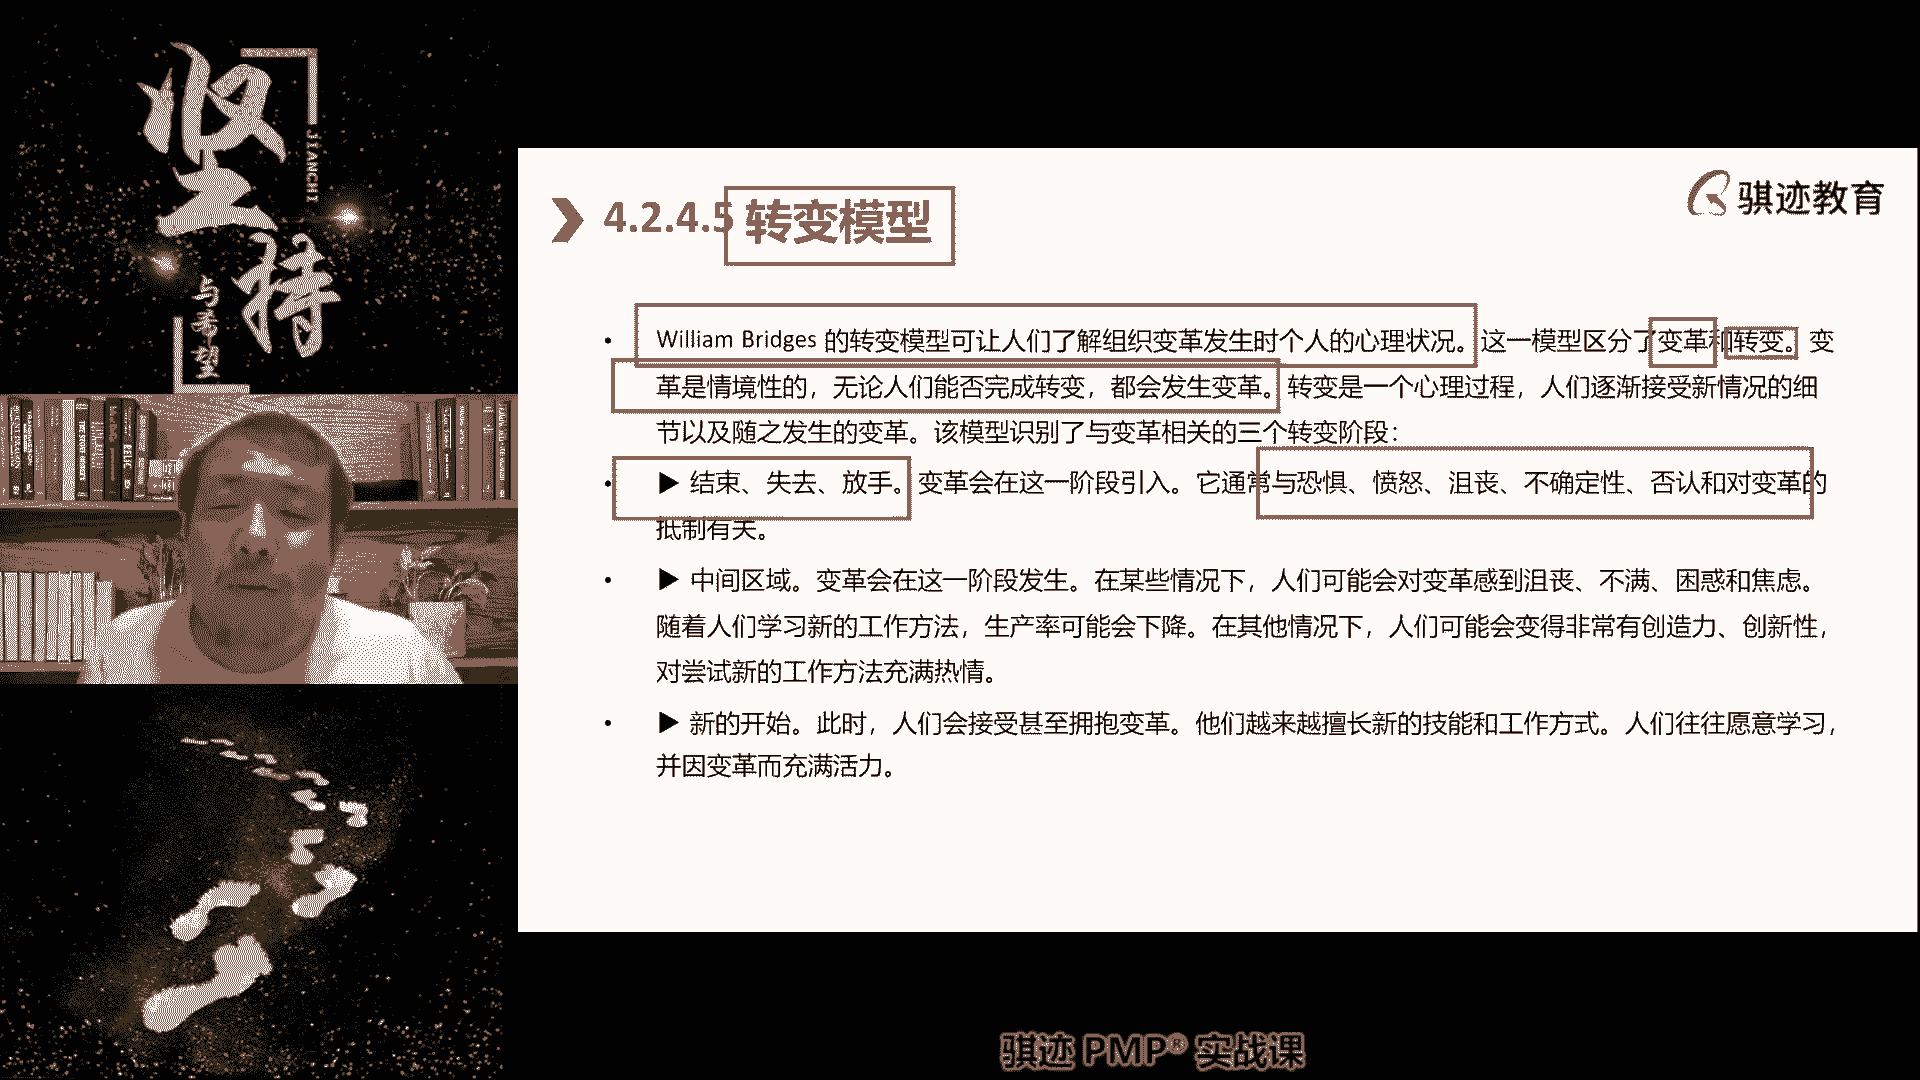 坚持
JIANCHI
与希望
骐迹教育
4.2.4.5 转变模型
• William Bridges 的转变模型可让人们了解组织变革发生时个人的心理状况。这一模型区分了变革和转变。变
革是情境性的，无论人们能否完成转变，都会发生变革。转变是一个心理过程，人们逐渐接受新情况的细
节以及随之发生的变革。该模型识别了与变革相关的三个转变阶段：
• ▶ 结束、失去、放手。变革会在这一阶段引入。它通常与恐惧、愤怒、沮丧、不确定性、否认和对变革的
抵制有关。
• ▶ 中间区域。变革会在这一阶段发生。在某些情况下，人们可能会对变革感到沮丧、不满、困惑和焦虑。
随着人们学习新的工作方法，生产率可能会下降。在其他情况下，人们可能会变得非常有创造力、创新性，
对尝试新的工作方法充满热情。
• ▶ 新的开始。此时，人们会接受甚至拥抱变革。他们越来越擅长新的技能和工作方式。人们往往愿意学习，
并因变革而充满活力。
骐迹 PMP® 实战课